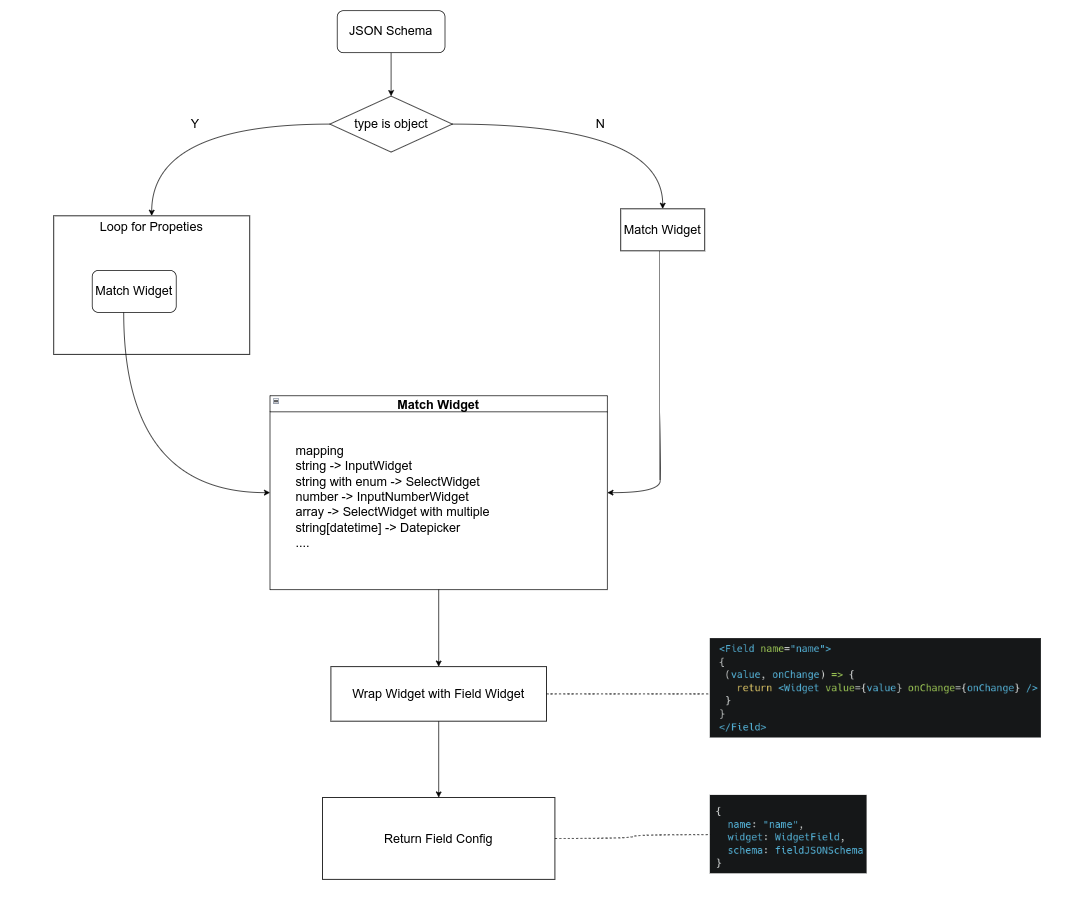 JSON Schema
type is object
Y
N
Loop for Propeties
Match Widget
Match Widget
Match Widget
mapping
string -> InputWidget
string with enum -> SelectWidget
number -> InputNumberWidget
array -> SelectWidget with multiple
string[datetime] -> Datepicker
....
Wrap Widget with Field Widget
<Field name="name">
{
(value, onChange) => {
return <Widget value={value} onChange={onChange} />
}
}
</Field>
Return Field Config
{
name: "name",
widget: WidgetField,
schema: fieldJSONSchema
}